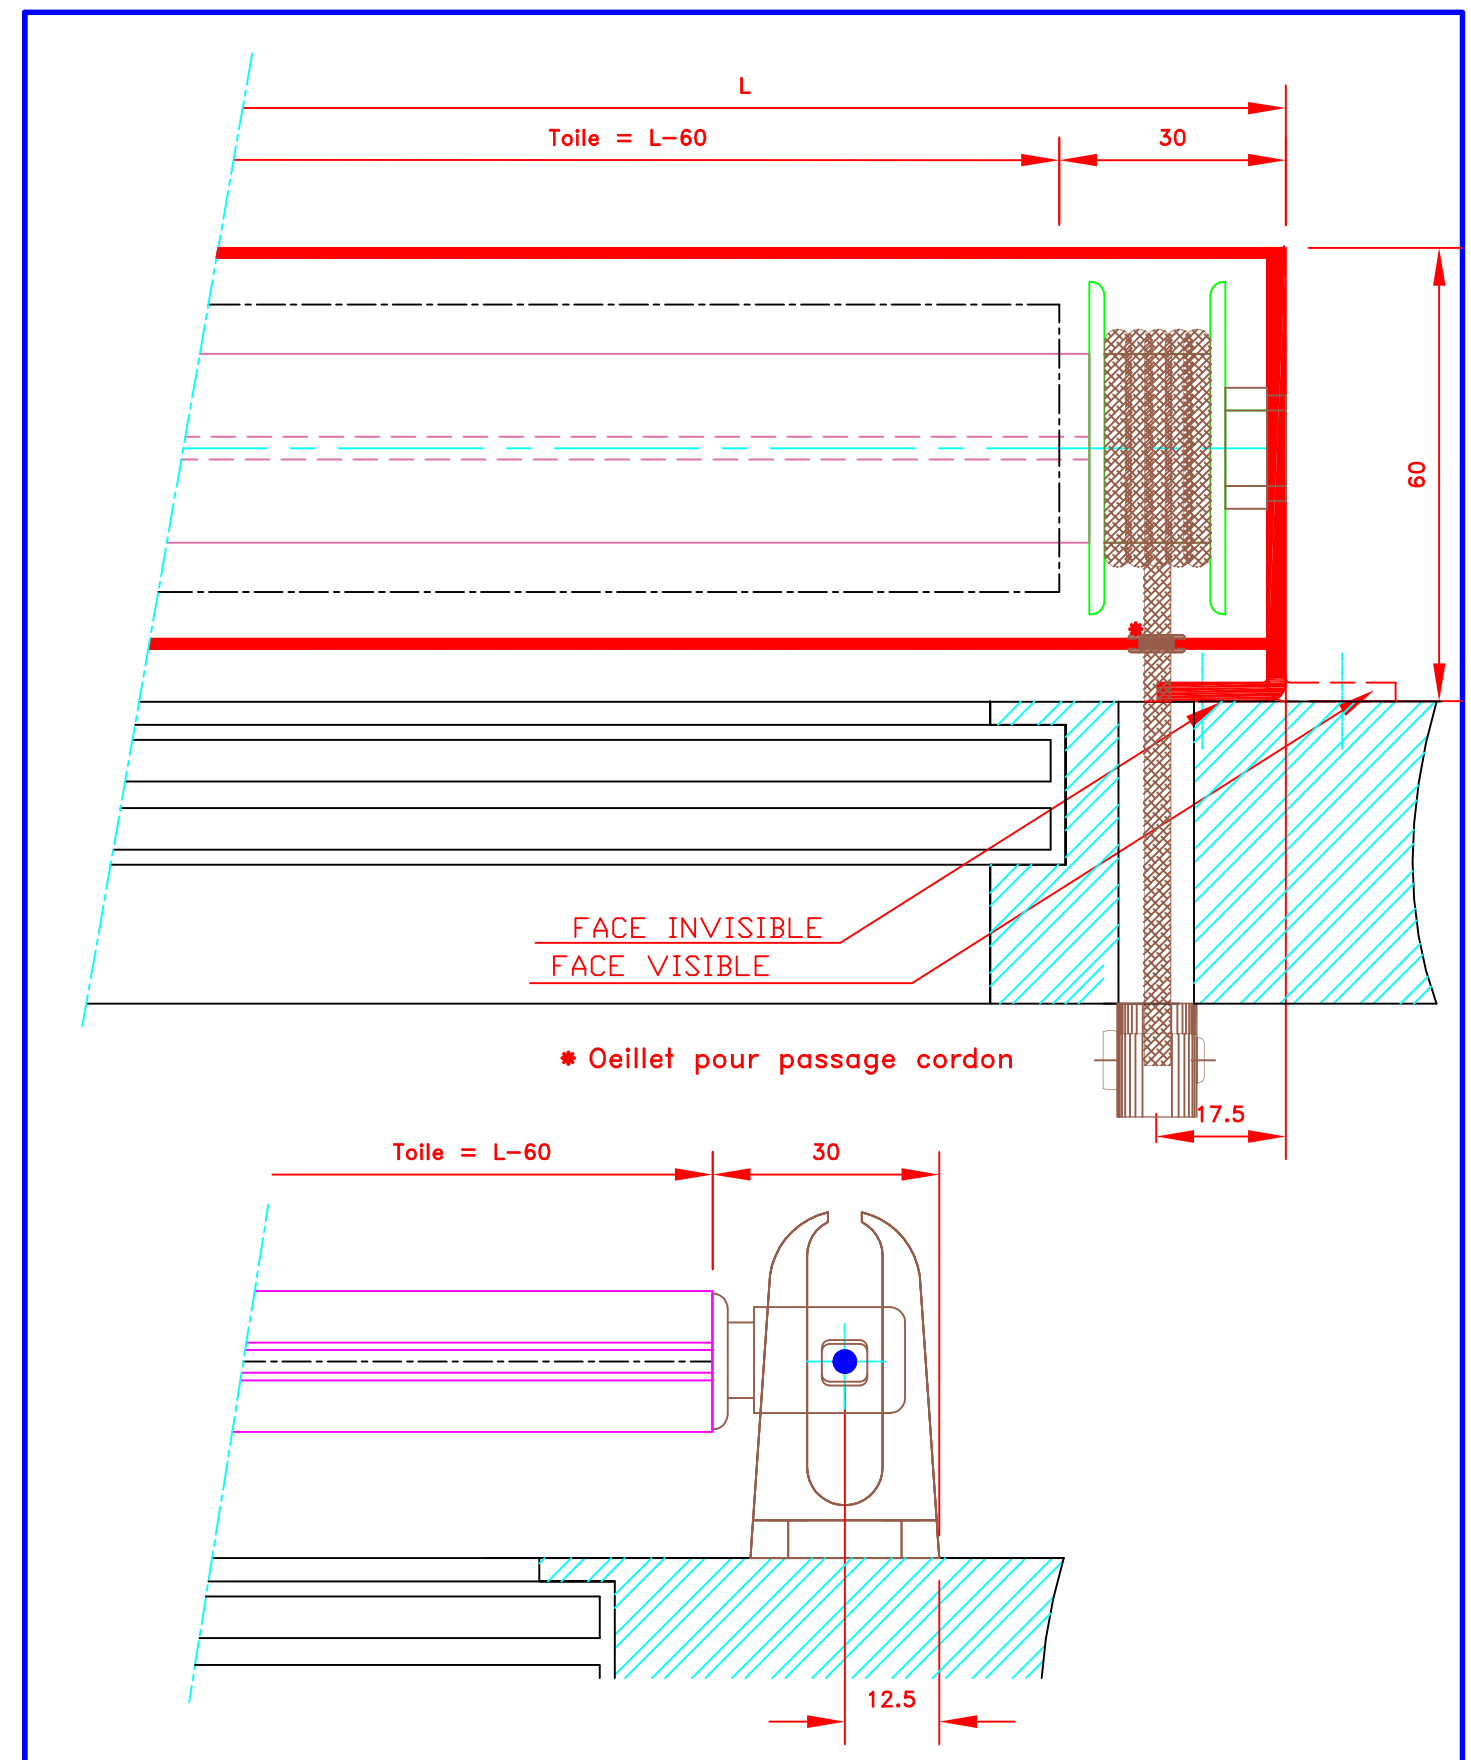 L
Toile = L-60
30
60
FACE INVISIBLE
FACE VISIBLE
* Oeillet pour passage cordon
17.5
Toile = L-60
30
12.5